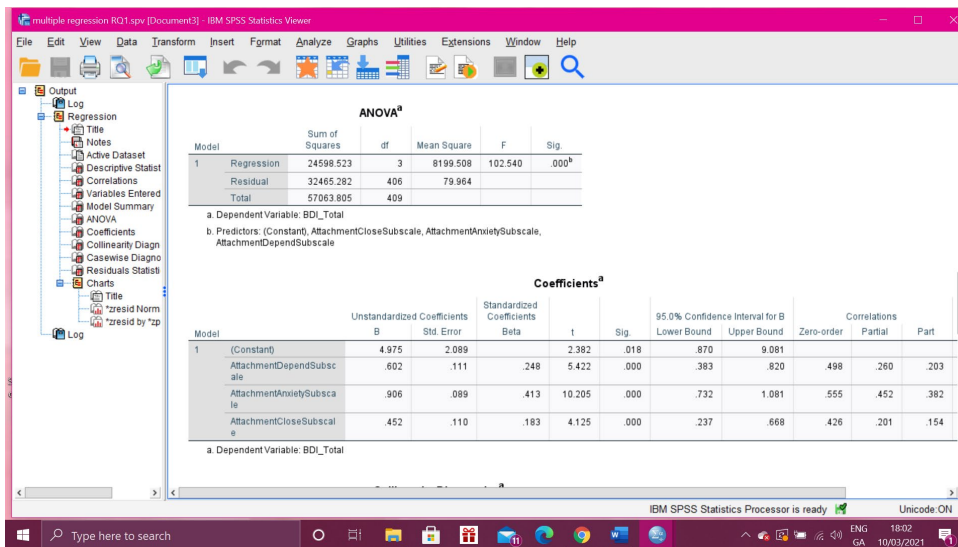 multiple regression RQ1.spv [Document3] - IBM SPSS Statistics Viewer
File Edit View Data Transform Insert Format Analyze Graphs Utilities Extensions Window Help
Output
Log
Regression
Title
Notes
Active Dataset
Descriptive Statist
Correlations
Variables Entered
Model Summary
ANOVA
Coefficients
Collinearity Diagn
Casewise Diagno
Residuals Statisti
Charts
Title
*zresid Norm
*zresid by *zp
Log
ANOVAa
Model Sum of Squares df Mean Square F Sig.
1 Regression 24598.523 3 8199.508 102.540 .000b
Residual 32465.282 406 79.964
Total 57063.805 409
a. Dependent Variable: BDI_Total
b. Predictors: (Constant), AttachmentCloseSubscale, AttachmentAnxietySubscale,
AttachmentDependSubscale
Coefficientsa
Unstandardized Coefficients Standardized Coefficients 95.0% Confidence Interval for B Correlations
Model B Std. Error Beta t Sig. Lower Bound Upper Bound Zero-order Partial Part
1 (Constant) 4.975 2.089 2.382 .018 .870 9.081
AttachmentDependSubsc
ale .602 .111 .248 5.422 .000 .383 .820 .498 .260 .203
AttachmentAnxietySubsca
le .906 .089 .413 10.205 .000 .732 1.081 .555 .452 .382
AttachmentCloseSubscal
e .452 .110 .183 4.125 .000 .237 .668 .426 .201 .154
a. Dependent Variable: BDI_Total
IBM SPSS Statistics Processor is ready Unicode:ON
Type here to search
ENG 18:02
GA 10/03/2021